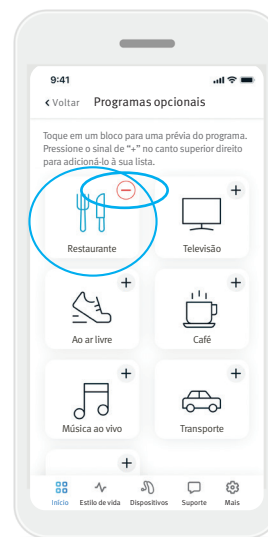 9:41
Voltar Programas opcionais
Toque em um bloco para uma prévia do programa.
Pressione o sinal de “+” no canto superior direito
para adicioná-lo à sua lista.
Restaurante Televisão
Ao ar livre Café
Música ao vivo Transporte
Início Estilo de vida Dispositivos Suporte Mais